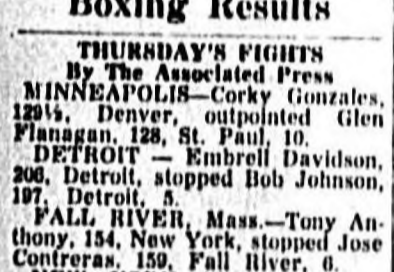 Boxing Results
THURSDAY'S FIGHTS
By The Associated Press
MINNEAPOLIS—Corky Gonzales,
129½, Denver, outpointed Glen
Flanagan, 128, St. Paul, 10.
DETROIT — Embrell Davidson,
206, Detroit, stopped Bob Johnson,
197, Detroit, 5.
FALL RIVER, Mass.—Tony An-
thony, 154, New York, stopped Jose
Contreras, 159, Fall River, 6.